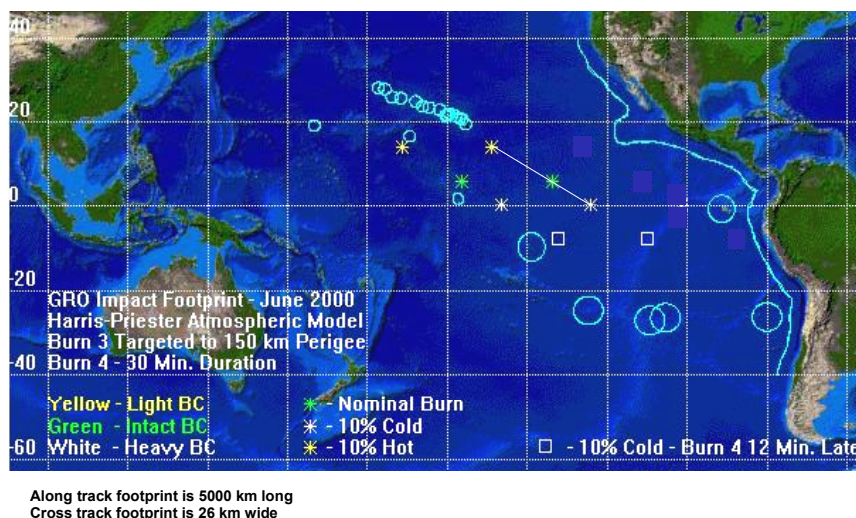 40
20
0
-20
-40
-60
GRO Impact Footprint - June 2000
Harris-Priester Atmospheric Model
Burn 3 Targeted to 150 km Perigee
Burn 4 - 30 Min. Duration
Yellow - Light BC
Green - Intact BC
White - Heavy BC
- Nominal Burn
- 10% Cold
- 10% Hot
- 10% Cold - Burn 4 12 Min. Late
Along track footprint is 5000 km long
Cross track footprint is 26 km wide